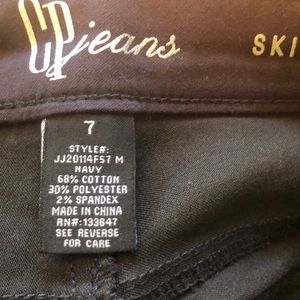 CP jeans SKI
7
STYLE#:
JJ20114F57 M
NAVY
68% COTTON
30% POLYESTER
2% SPANDEX
MADE IN CHINA
RN#: 133647
SEE REVERSE
FOR CARE